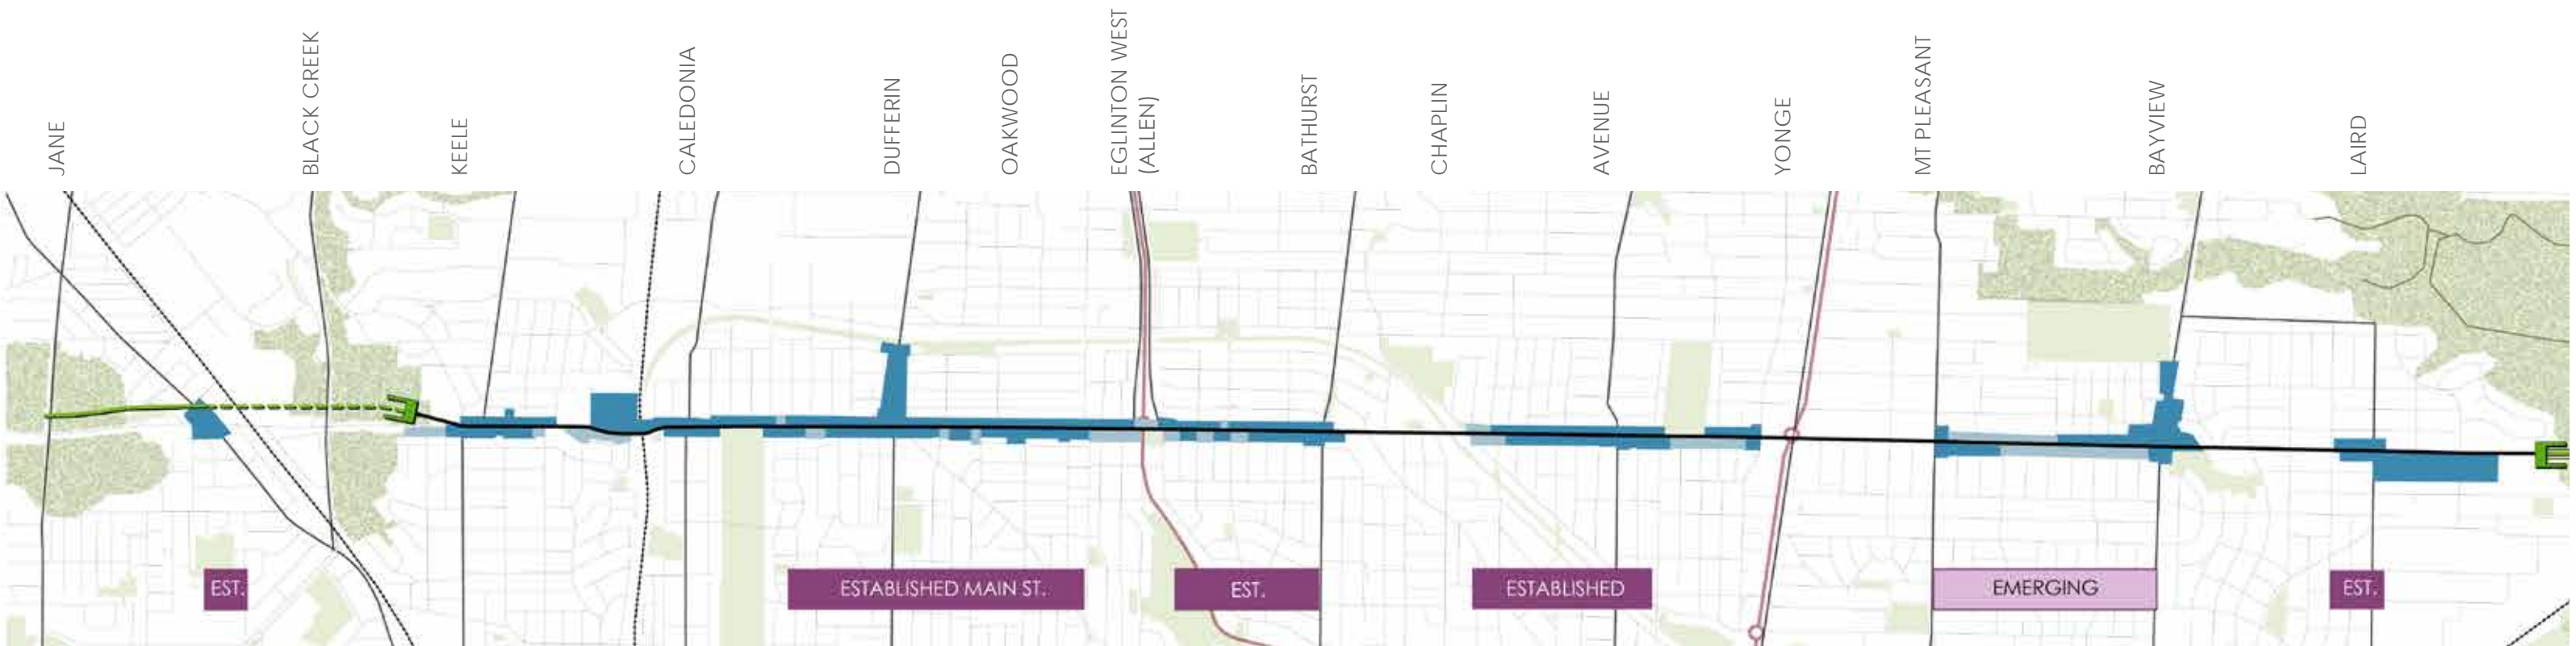 JANE
BLACK CREEK
KEELE
CALEDONIA
DUFFERIN
OAKWOOD
EGLINTON WEST
(ALLEN)
BATHURST
CHAPLIN
AVENUE
YONGE
MT PLEASANT
BAYVIEW
LAIRD
EST.
ESTABLISHED MAIN ST.
EST.
ESTABLISHED
EMERGING
EST.